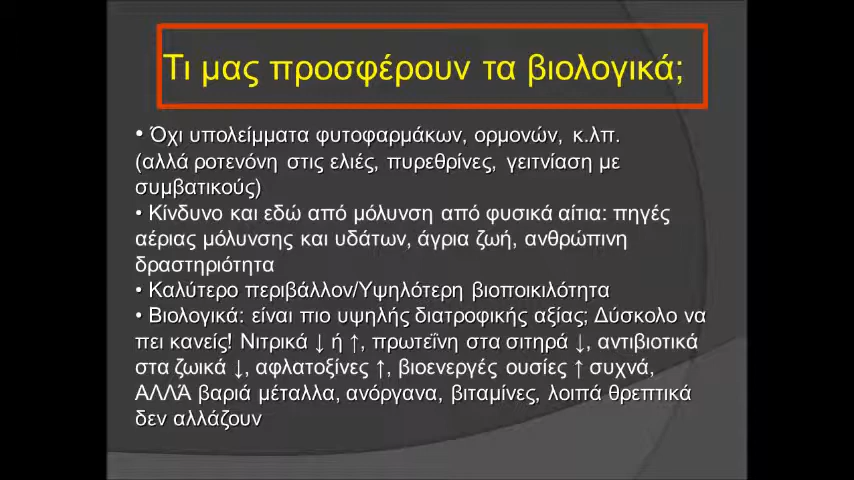 Τι μας προσφέρουν τα βιολογικά;
• Όχι υπολείμματα φυτοφαρμάκων, ορμονών, κ.λπ.
(αλλά ροτενόνη στις ελιές, πυρεθρίνες, γειτνίαση με
συμβατικούς)
• Κίνδυνο και εδώ από μόλυνση από φυσικά αίτια: πηγές
αέριας μόλυνσης και υδάτων, άγρια ζωή, ανθρώπινη
δραστηριότητα
• Καλύτερο περιβάλλον/Υψηλότερη βιοποικιλότητα
• Βιολογικά: είναι πιο υψηλής διατροφικής αξίας; Δύσκολο να
πει κανείς! Νιτρικά ↓ ή ↑, πρωτεΐνη στα σιτηρά ↓, αντιβιοτικά
στα ζωικά ↓, αφλατοξίνες ↑, βιοενεργές ουσίες ↑ συχνά,
ΑΛΛΆ βαριά μέταλλα, ανόργανα, βιταμίνες, λοιπά θρεπτικά
δεν αλλάζουν